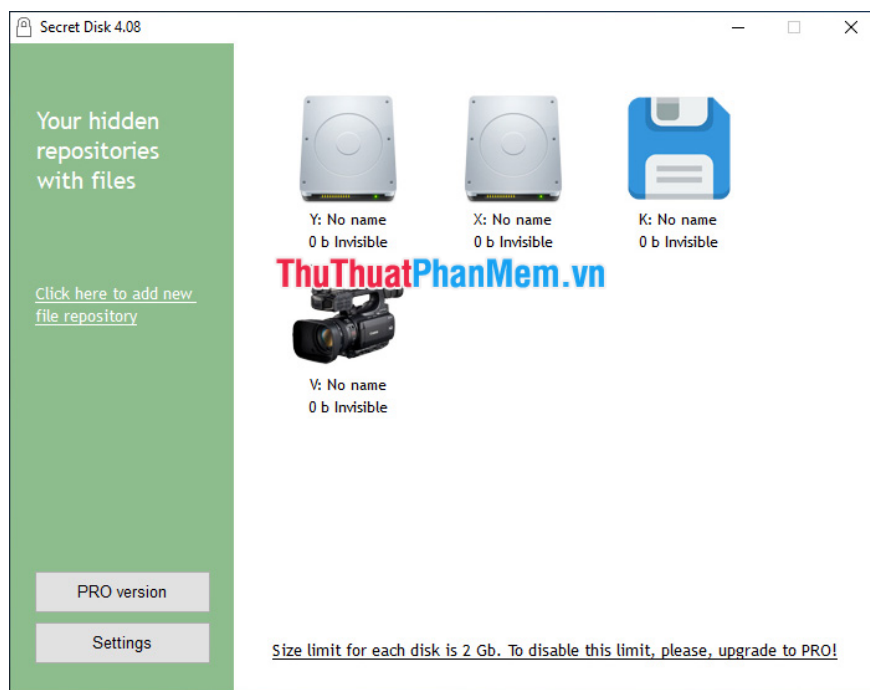 Secret Disk 4.08
Your hidden
repositories
with files
Click here to add new
file repository
PRO version
Settings
Y: No name
0 b Invisible
X: No name
0 b Invisible
K: No name
0 b Invisible
ThuThuatPhanMem.vn
V: No name
0 b Invisible
Size limit for each disk is 2 Gb. To disable this limit, please, upgrade to PRO!